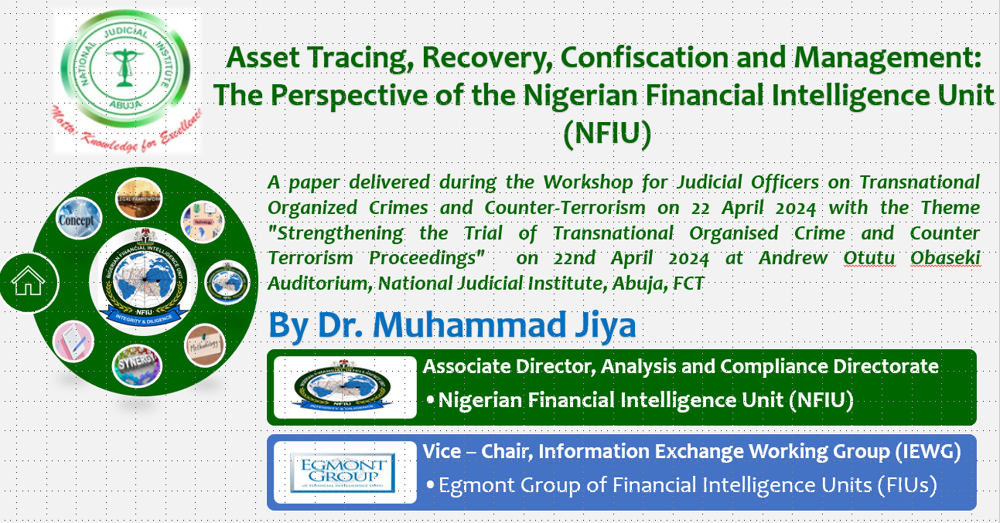 NATIONAL JUDICIAL INSTITUTE
ABUJA
Motto: Knowledge for Excellence
Asset Tracing, Recovery, Confiscation and Management:
The Perspective of the Nigerian Financial Intelligence Unit
(NFIU)
A paper delivered during the Workshop for Judicial Officers on Transnational
Organized Crimes and Counter-Terrorism on 22 April 2024 with the Theme
"Strengthening the Trial of Transnational Organised Crime and Counter
Terrorism Proceedings" on 22nd April 2024 at Andrew Otutu Obaseki
Auditorium, National Judicial Institute, Abuja, FCT
LEGAL FRAMEWORK
Concept
NIGERIAN FINANCIAL INTELLIGENCE UNIT
NFIU
INTEGRITY & DILIGENCE
Methodology
SYNERGY
By Dr. Muhammad Jiya
NFIU
INTEGRITY & DILIGENCE
Associate Director, Analysis and Compliance Directorate
•Nigerian Financial Intelligence Unit (NFIU)
EGMONT
GROUP
OF FINANCIAL INTELLIGENCE UNITS
Vice – Chair, Information Exchange Working Group (IEWG)
•Egmont Group of Financial Intelligence Units (FIUs)